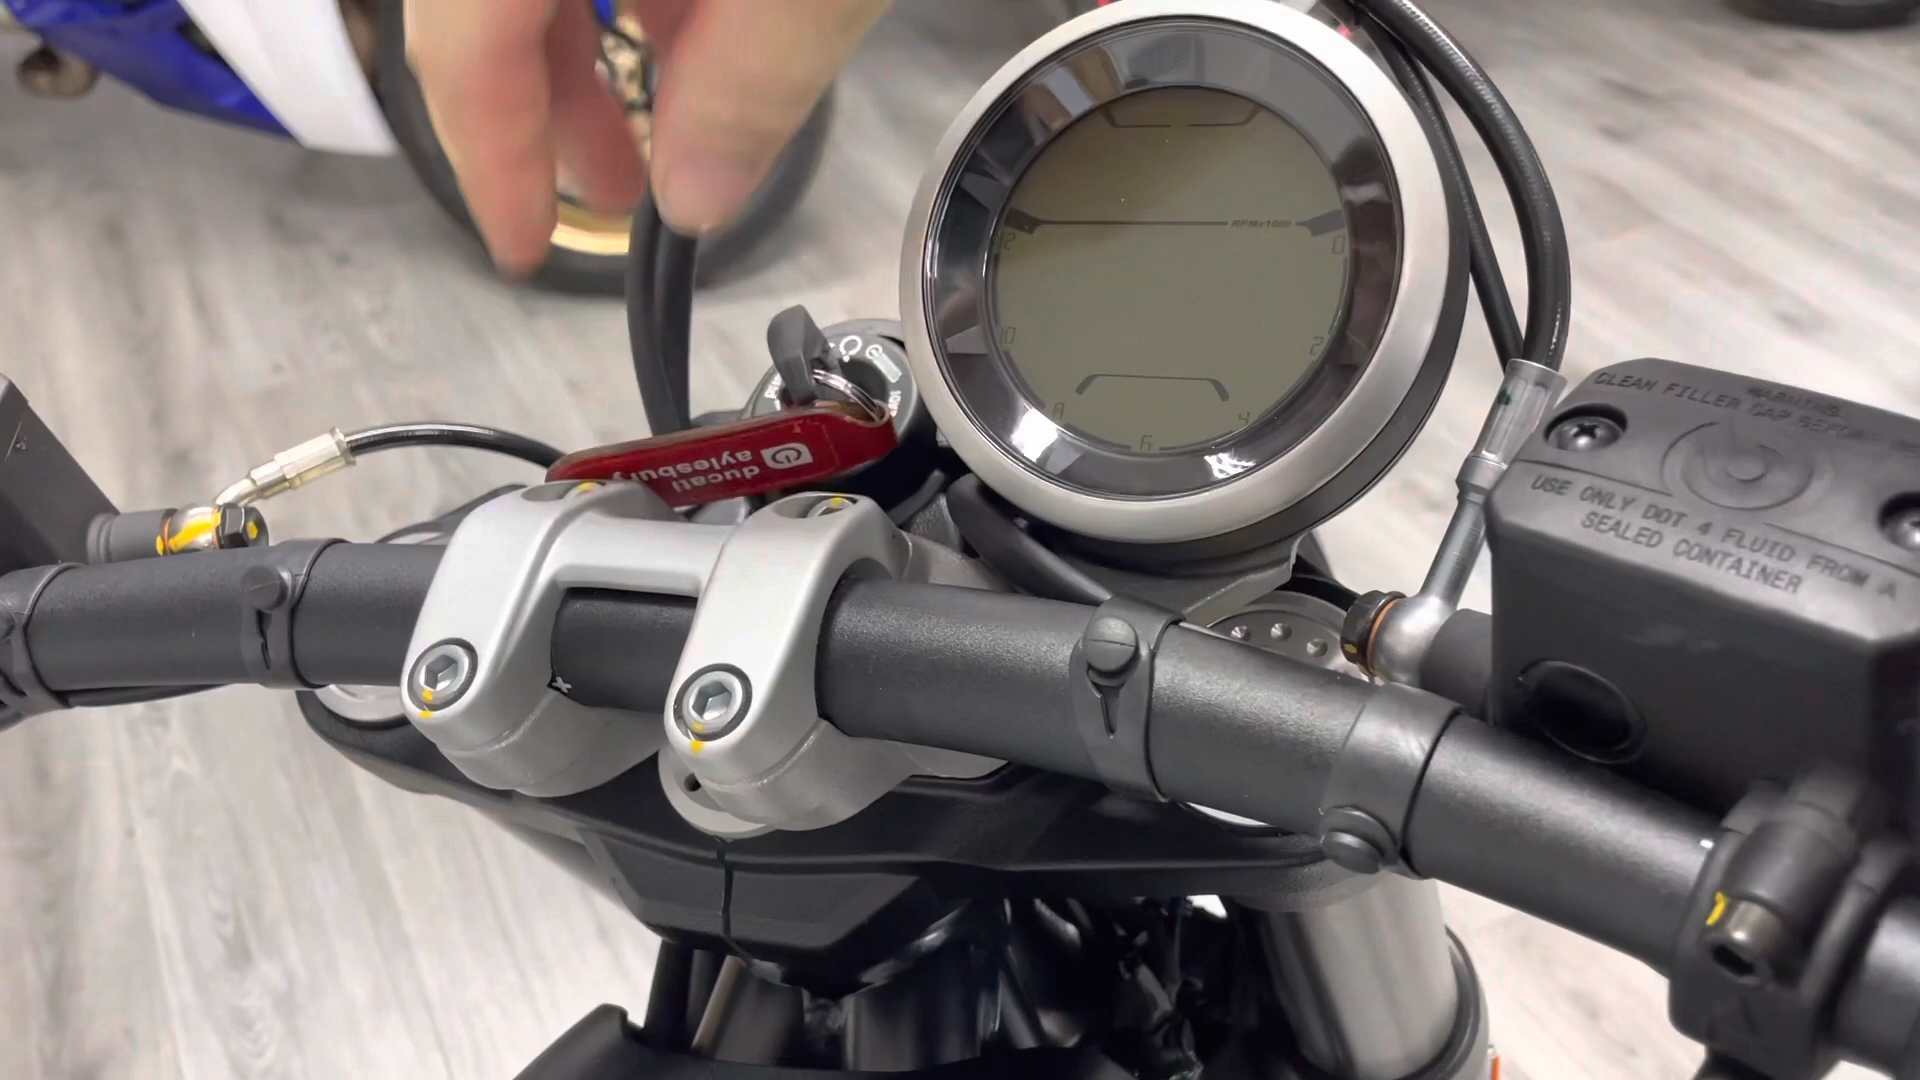 RPMx1000
12
0
10
2
8
4
6
ducati
aylesbury
CLEAN FILLER CAP BEFORE
WARNING
USE ONLY DOT 4 FLUID FROM A
SEALED CONTAINER